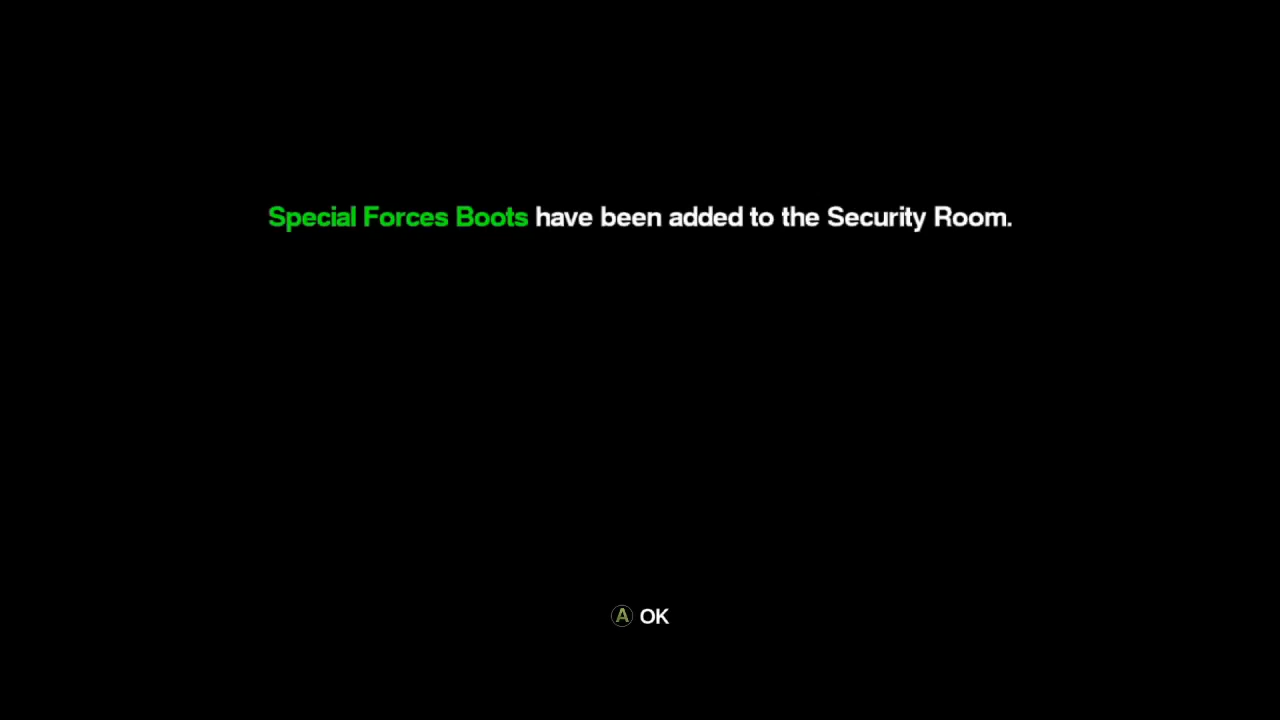 Special Forces Boots have been added to the Security Room.
A OK